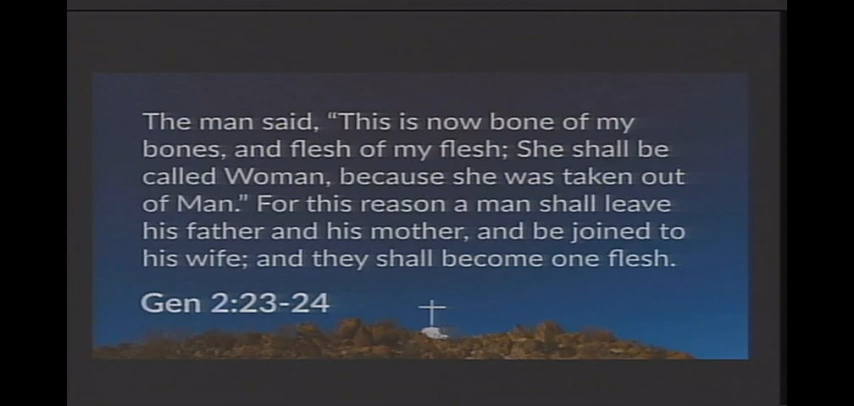 The man said, “This is now bone of my
bones, and flesh of my flesh; She shall be
called Woman, because she was taken out
of Man.” For this reason a man shall leave
his father and his mother, and be joined to
his wife; and they shall become one flesh.
Gen 2:23-24